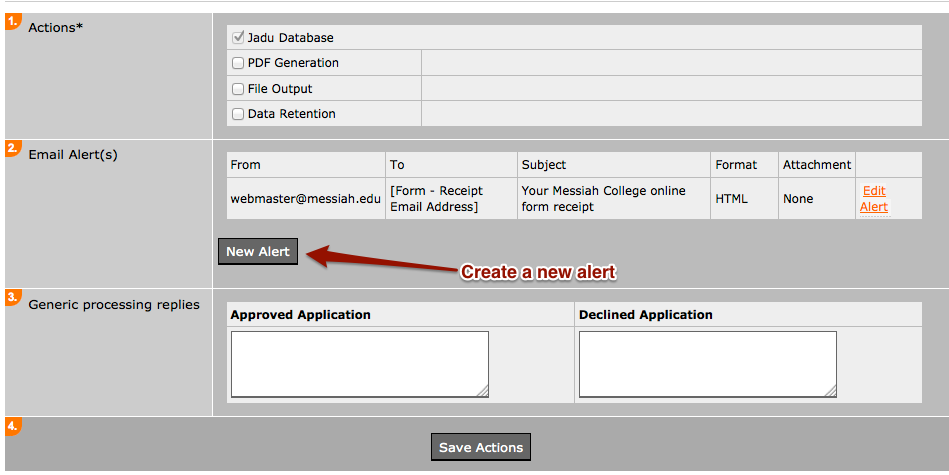 1.
Actions*
Jadu Database
PDF Generation
File Output
Data Retention
2.
Email Alert(s)
From To Subject Format Attachment
webmaster@messiah.edu [Form - Receipt Email Address] Your Messiah College online form receipt HTML None Edit Alert
New Alert
Create a new alert
3.
Generic processing replies
Approved Application Declined Application
4.
Save Actions